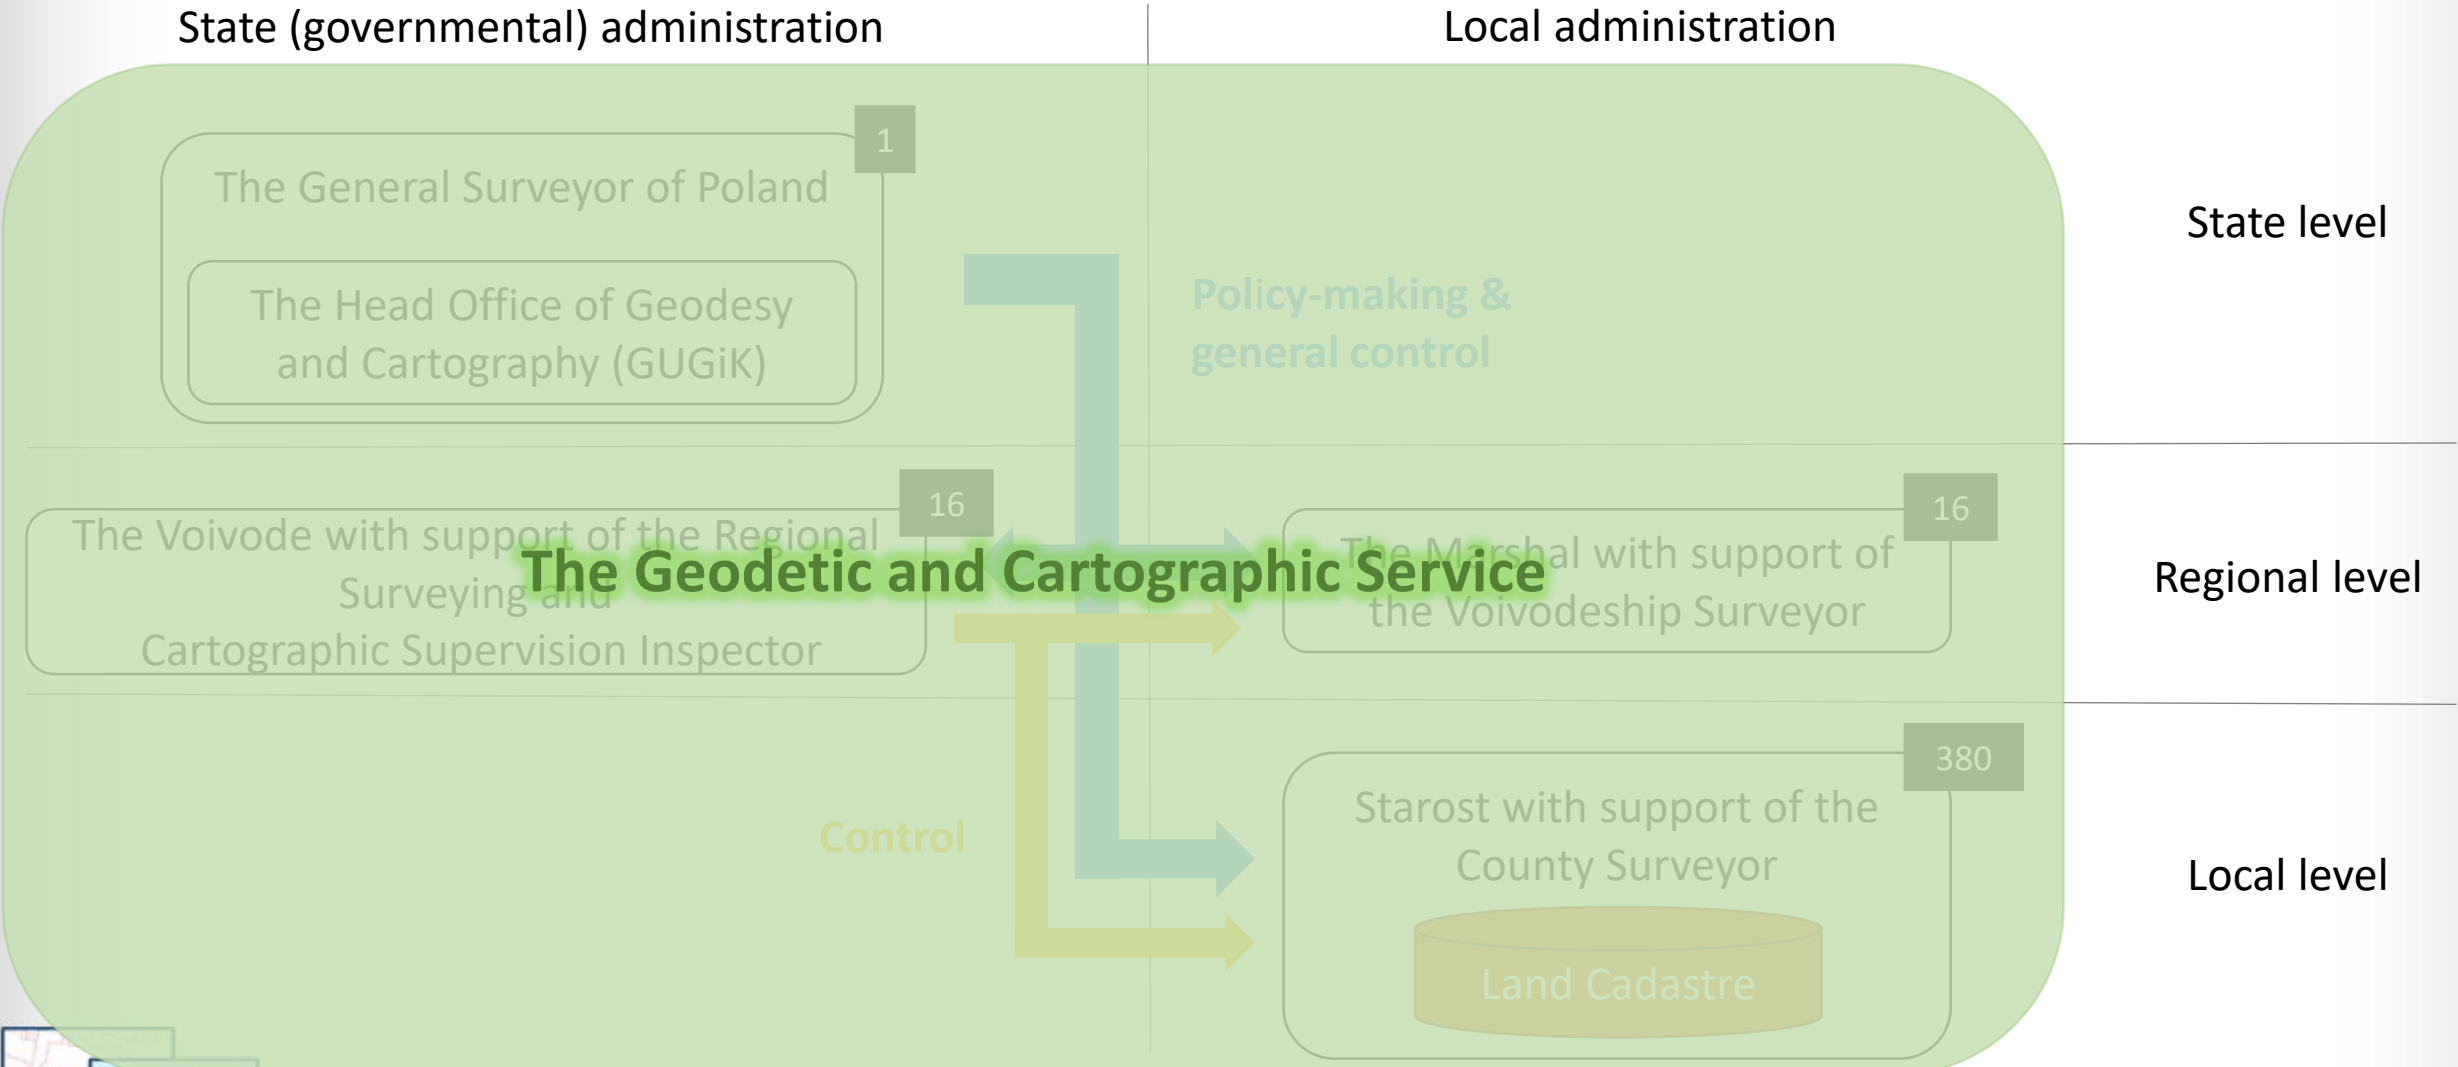 State (governmental) administration
Local administration
1
The General Surveyor of Poland
State level
The Head Office of Geodesy
and Cartography (GUGiK)
Policy-making &
general control
16
The Voivode with support of the Regional
Surveying and
Cartographic Supervision Inspector
The Geodetic and Cartographic Service
16
The Marshal with support of
the Voivodeship Surveyor
Regional level
Control
380
Starost with support of the
County Surveyor
Land Cadastre
Local level